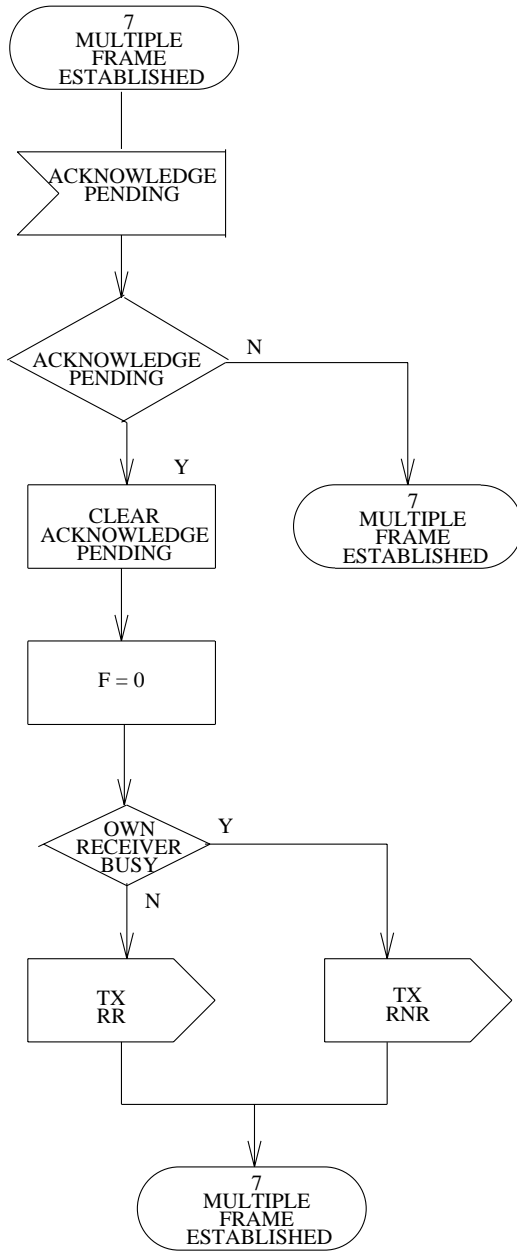 7
MULTIPLE
FRAME
ESTABLISHED
ACKNOWLEDGE
PENDING
ACKNOWLEDGE
PENDING
N
Y
CLEAR
ACKNOWLEDGE
PENDING
7
MULTIPLE
FRAME
ESTABLISHED
F = 0
OWN
RECEIVER
BUSY
Y
N
TX
RR
TX
RNR
7
MULTIPLE
FRAME
ESTABLISHED